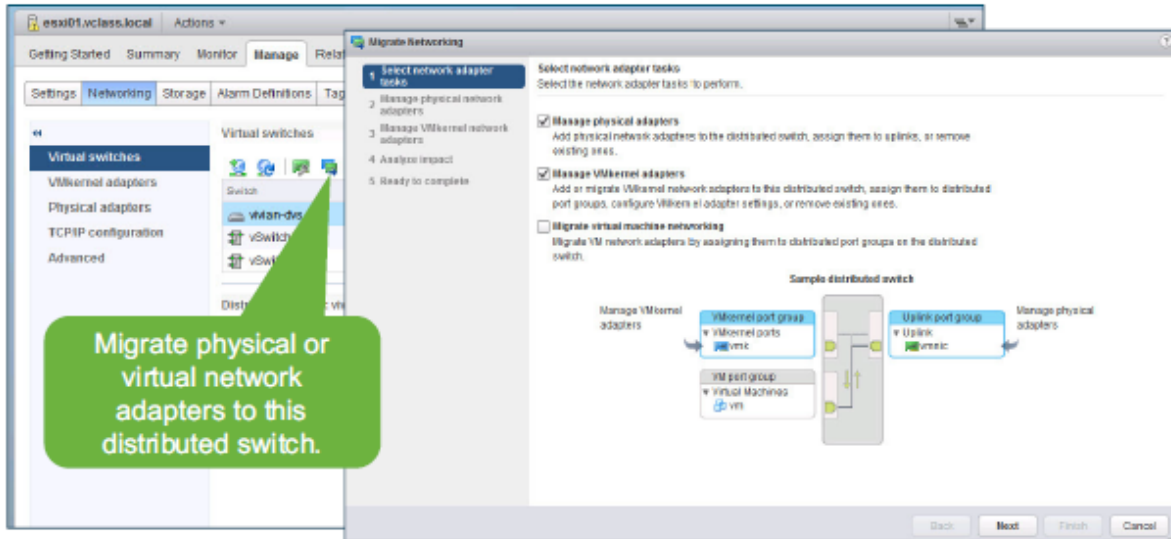 esxi01.vclass.local Actions
Getting Started Summary Monitor Manage Relat
Settings Networking Storage Alarm Definitions Tag
Virtual switches
VMkernel adapters
Physical adapters
TCP/IP configuration
Advanced
Virtual switches
Switch
vivian-dvs
vSwitch
vSwi
Dist
Migrate physical or
virtual network
adapters to this
distributed switch.
Migrate Networking
1 Select network adapter
tasks
2 Manage physical network
adapters
3 Manage VMkernel network
adapters
4 Analyze impact
5 Ready to complete
Select network adapter tasks
Select the network adapter tasks to perform.
Manage physical adapters
Add physical network adapters to the distributed switch, assign them to uplinks, or remove
existing ones.
Manage VMkernel adapters
Add or migrate VMkernel network adapters to this distributed switch, assign them to distributed
port groups, configure VMkernel adapter settings, or remove existing ones.
Migrate virtual machine networking
Migrate VM network adapters by assigning them to distributed port groups on the distributed
switch.
Sample distributed switch
Manage VMkernel
adapters
VMkernel port group
VMkernel ports
vmk
VM port group
Virtual Machines
vm
Uplink port group
Uplink
vmnic
Manage physical
adapters
Back Next Finish Cancel